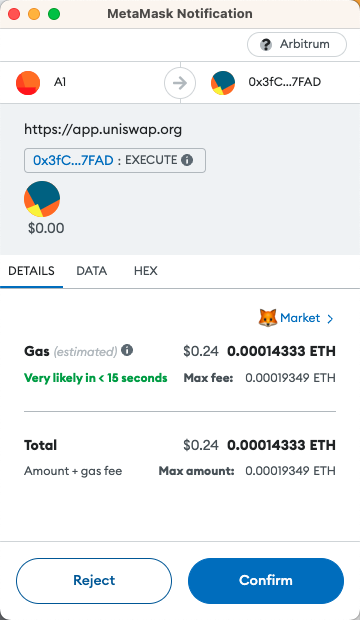 MetaMask Notification
Arbitrum
A1
0x3fC...7FAD
https://app.uniswap.org
0x3fC...7FAD : EXECUTE
$0.00
DETAILS DATA HEX
Market
Gas (estimated) $0.24 0.00014333 ETH
Very likely in < 15 seconds Max fee: 0.00019349 ETH
Total $0.24 0.00014333 ETH
Amount + gas fee Max amount: 0.00019349 ETH
Reject Confirm